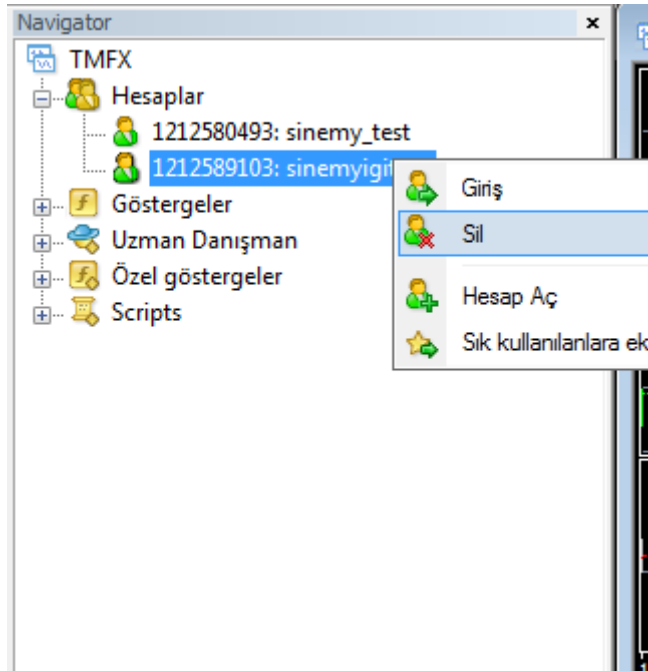 Navigator
TMFX
Hesaplar
1212580493: sinemy_test
1212589103: sinemyigit
Giriş
Sil
Hesap Aç
Sık kullanılanlara ek
Göstergeler
Uzman Danışman
Özel göstergeler
Scripts